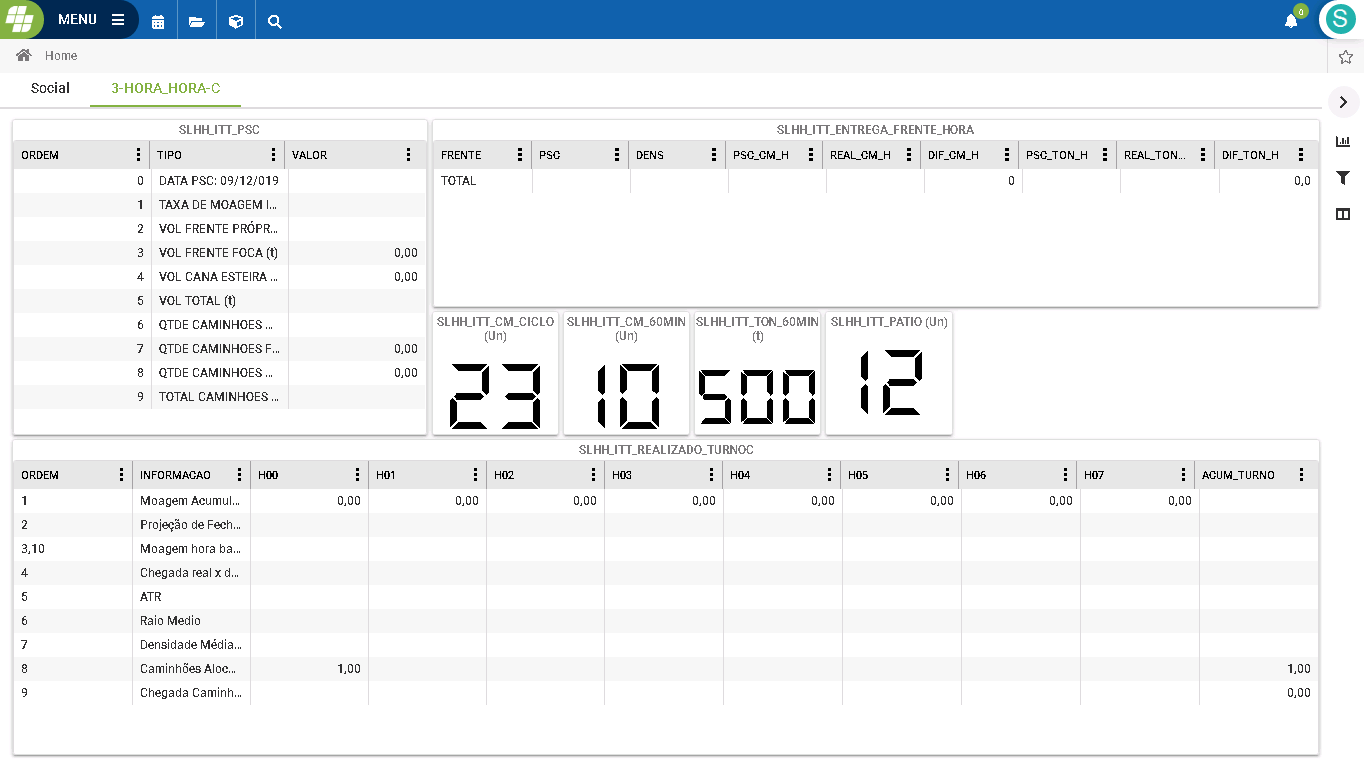 MENU
0
S
Home
Social
3-HORA_HORA-C
SLHH_ITT_PSC
ORDEM TIPO VALOR
0 DATA PSC: 09/12/019
1 TAXA DE MOAGEM I...
2 VOL FRENTE PRÓPR...
3 VOL FRENTE FOCA (t) 0,00
4 VOL CANA ESTEIRA ... 0,00
5 VOL TOTAL (t)
6 QTDE CAMINHOES ...
7 QTDE CAMINHOES F... 0,00
8 QTDE CAMINHOES ... 0,00
9 TOTAL CAMINHOES ...
SLHH_ITT_ENTREGA_FRENTE_HORA
FRENTE PSC DENS PSC_CM_H REAL_CM_H DIF_CM_H PSC_TON_H REAL_TON... DIF_TON_H
TOTAL 0 0,0
SLHH_ITT_CM_CICLO
(Un)
23
SLHH_ITT_CM_60MIN
(Un)
10
SLHH_ITT_TON_60MIN
(t)
500
SLHH_ITT_PATIO (Un)
12
SLHH_ITT_REALIZADO_TURNOC
ORDEM INFORMACAO H00 H01 H02 H03 H04 H05 H06 H07 ACUM_TURNO
1 Moagem Acumul... 0,00 0,00 0,00 0,00 0,00 0,00 0,00 0,00
2 Projeção de Fech...
3,10 Moagem hora ba...
4 Chegada real x d...
5 ATR
6 Raio Medio
7 Densidade Média...
8 Caminhões Aloc... 1,00 1,00
9 Chegada Caminh... 0,00